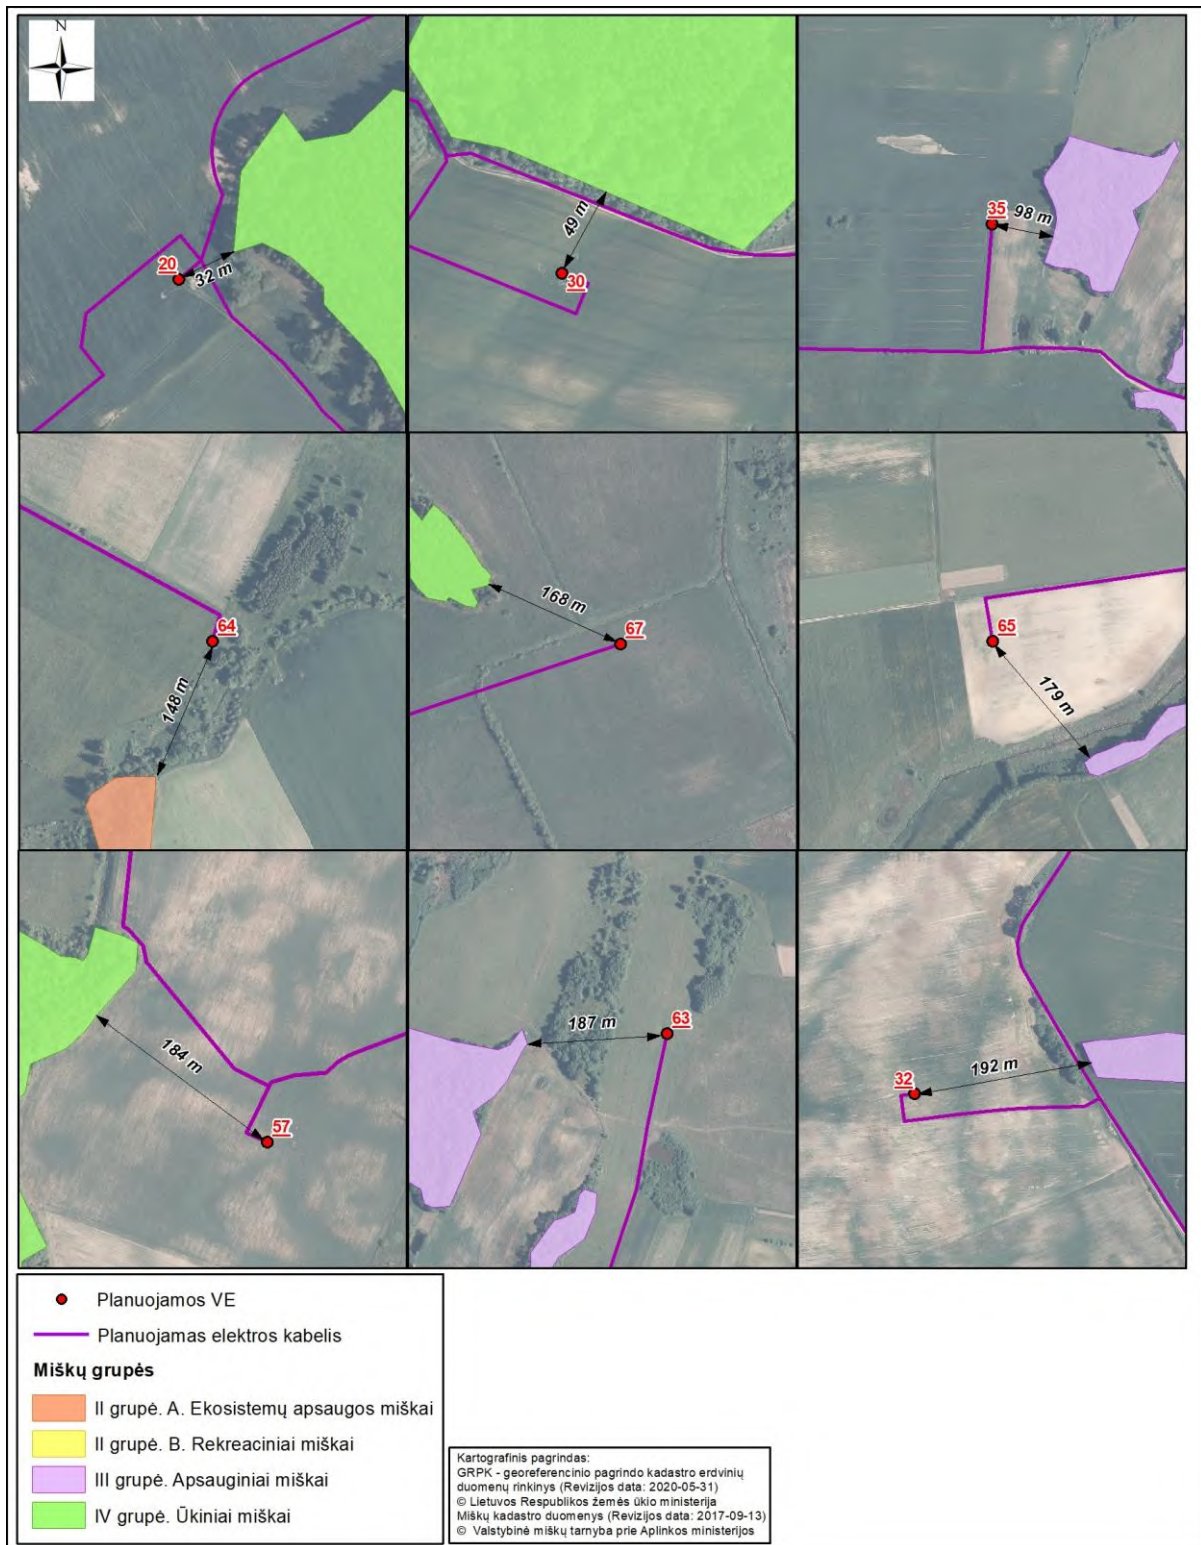 N
20
32 m
49 m
30
35
98 m
64
148 m
168 m
67
65
179 m
184 m
57
187 m
63
32
192 m
Planuojamos VE
Planuojamas elektros kabelis
Miškų grupės
II grupė. A. Ekosistemų apsaugos miškai
II grupė. B. Rekreaciniai miškai
III grupė. Apsauginiai miškai
IV grupė. Ūkiniai miškai
Kartografinis pagrindas:
GRPK - georeferencinio pagrindo kadastro erdvinių
duomenų rinkinys (Revizijos data: 2020-05-31)
© Lietuvos Respublikos žemės ūkio ministerija
Miškų kadastro duomenys (Revizijos data: 2017-09-13)
© Valstybinė miškų tarnyba prie Aplinkos ministerijos